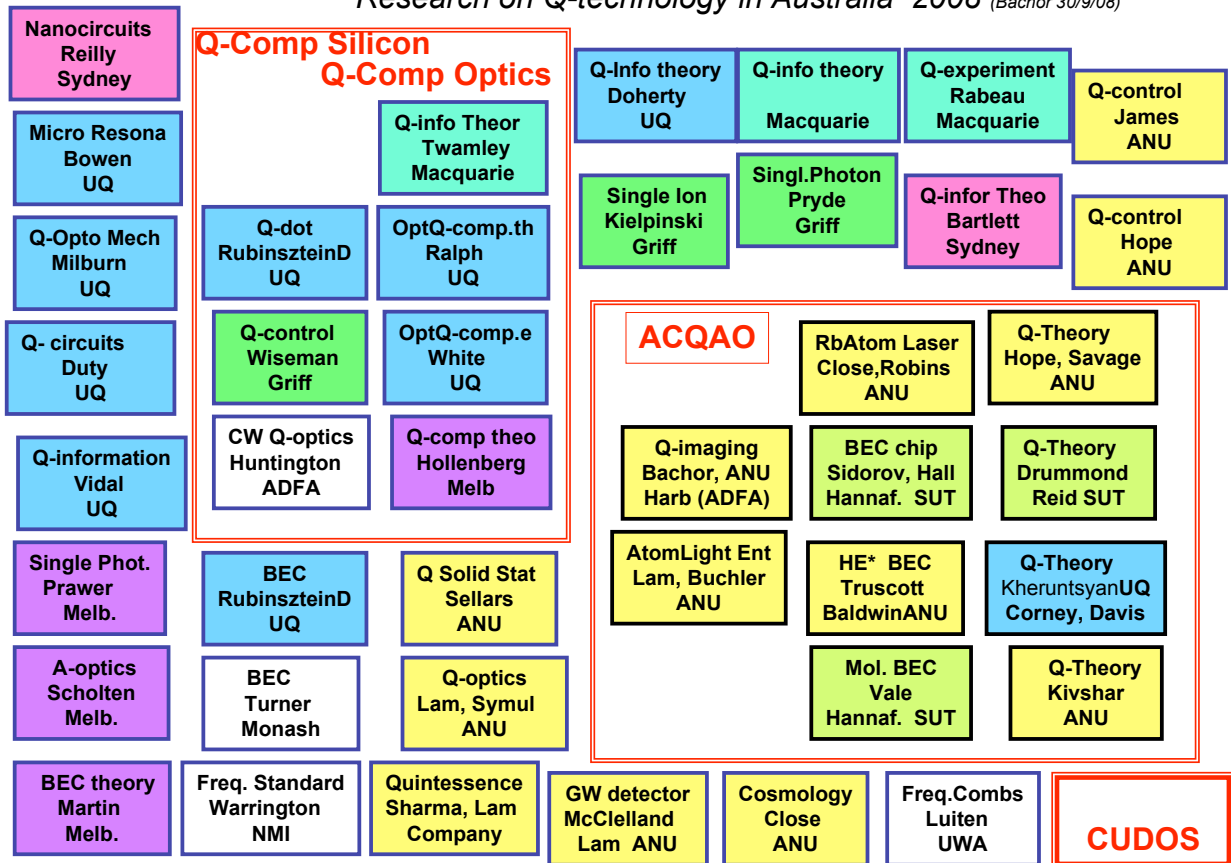 Research on Q-technology in Australia 2008 (Bachor 30/9/08)
Nanocircuits
Reilly
Sydney
Micro Resona
Bowen
UQ
Q-Opto Mech
Milburn
UQ
Q- circuits
Duty
UQ
Q-information
Vidal
UQ
Single Phot.
Prawer
Melb.
A-optics
Scholten
Melb.
BEC theory
Martin
Melb.
Q-Comp Silicon
Q-Comp Optics
Q-info Theor
Twamley
Macquarie
Q-dot
RubinszteinD
UQ
OptQ-comp.th
Ralph
UQ
Q-control
Wiseman
Griff
OptQ-comp.e
White
UQ
CW Q-optics
Huntington
ADFA
Q-comp theo
Hollenberg
Melb
BEC
RubinszteinD
UQ
Q Solid Stat
Sellars
ANU
BEC
Turner
Monash
Q-optics
Lam, Symul
ANU
Freq. Standard
Warrington
NMI
Quintessence
Sharma, Lam
Company
Q-Info theory
Doherty
UQ
Q-info theory
Macquarie
Q-experiment
Rabeau
Macquarie
Q-control
James
ANU
Single Ion
Kielpinski
Griff
Singl.Photon
Pryde
Griff
Q-infor Theo
Bartlett
Sydney
Q-control
Hope
ANU
ACQAO
RbAtom Laser
Close,Robins
ANU
Q-Theory
Hope, Savage
ANU
Q-imaging
Bachor, ANU
Harb (ADFA)
BEC chip
Sidorov, Hall
Hannaf. SUT
Q-Theory
Drummond
Reid SUT
AtomLight Ent
Lam, Buchler
ANU
HE* BEC
Truscott
BaldwinANU
Q-Theory
KheruntsyanUQ
Corney, Davis
Mol. BEC
Vale
Hannaf. SUT
Q-Theory
Kivshar
ANU
GW detector
McClelland
Lam ANU
Cosmology
Close
ANU
Freq.Combs
Luiten
UWA
CUDOS